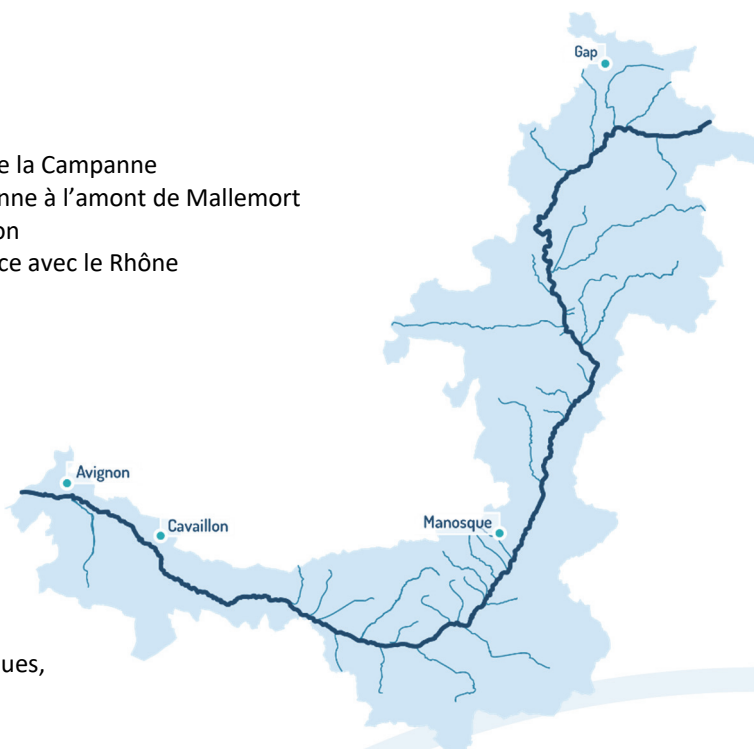 Gap
e la Campanne
nne à l’amont de Mallemort
on
ce avec le Rhône
Avignon
Cavaillon
Manosque
ues,